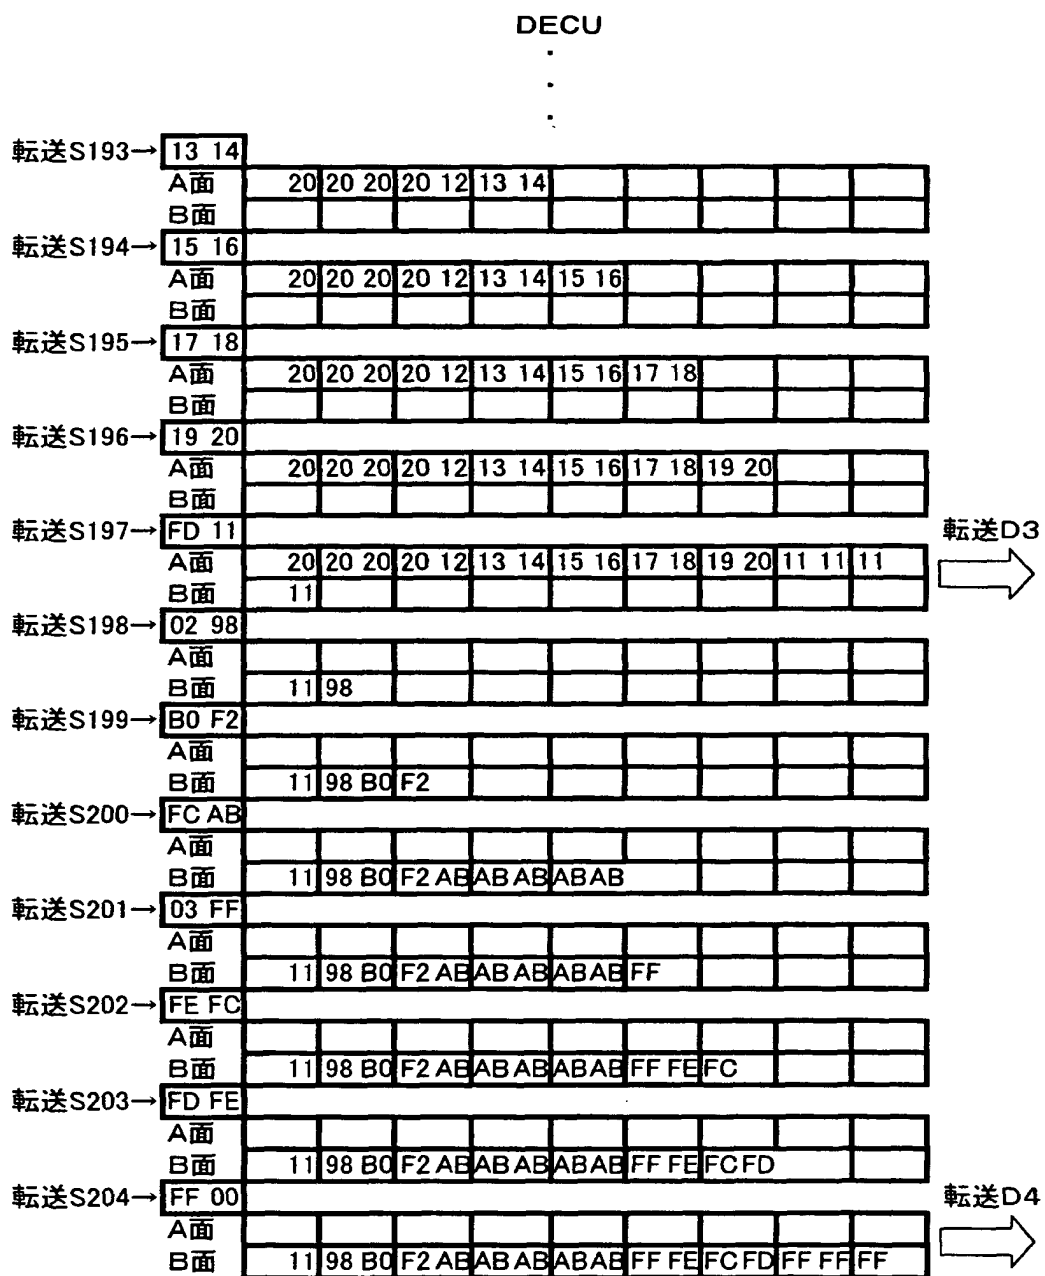 DECU
転送S193→ 13 14
A面 20 20 20 20 12 13 14
B面
転送S194→ 15 16
A面 20 20 20 20 12 13 14 15 16
B面
転送S195→ 17 18
A面 20 20 20 20 12 13 14 15 16 17 18
B面
転送S196→ 19 20
A面 20 20 20 20 12 13 14 15 16 17 18 19 20
B面
転送S197→ FD 11 転送D3
A面 20 20 20 20 12 13 14 15 16 17 18 19 20 11 11 11
B面 11
転送S198→ 02 98
A面
B面 11 98
転送S199→ B0 F2
A面
B面 11 98 B0 F2
転送S200→ FC AB
A面
B面 11 98 B0 F2 AB AB AB AB AB
転送S201→ 03 FF
A面
B面 11 98 B0 F2 AB AB AB AB AB FF
転送S202→ FE FC
A面
B面 11 98 B0 F2 AB AB AB AB AB FF FE FC
転送S203→ FD FE
A面
B面 11 98 B0 F2 AB AB AB AB AB FF FE FC FD
転送S204→ FF 00 転送D4
A面
B面 11 98 B0 F2 AB AB AB AB AB FF FE FC FD FF FF FF